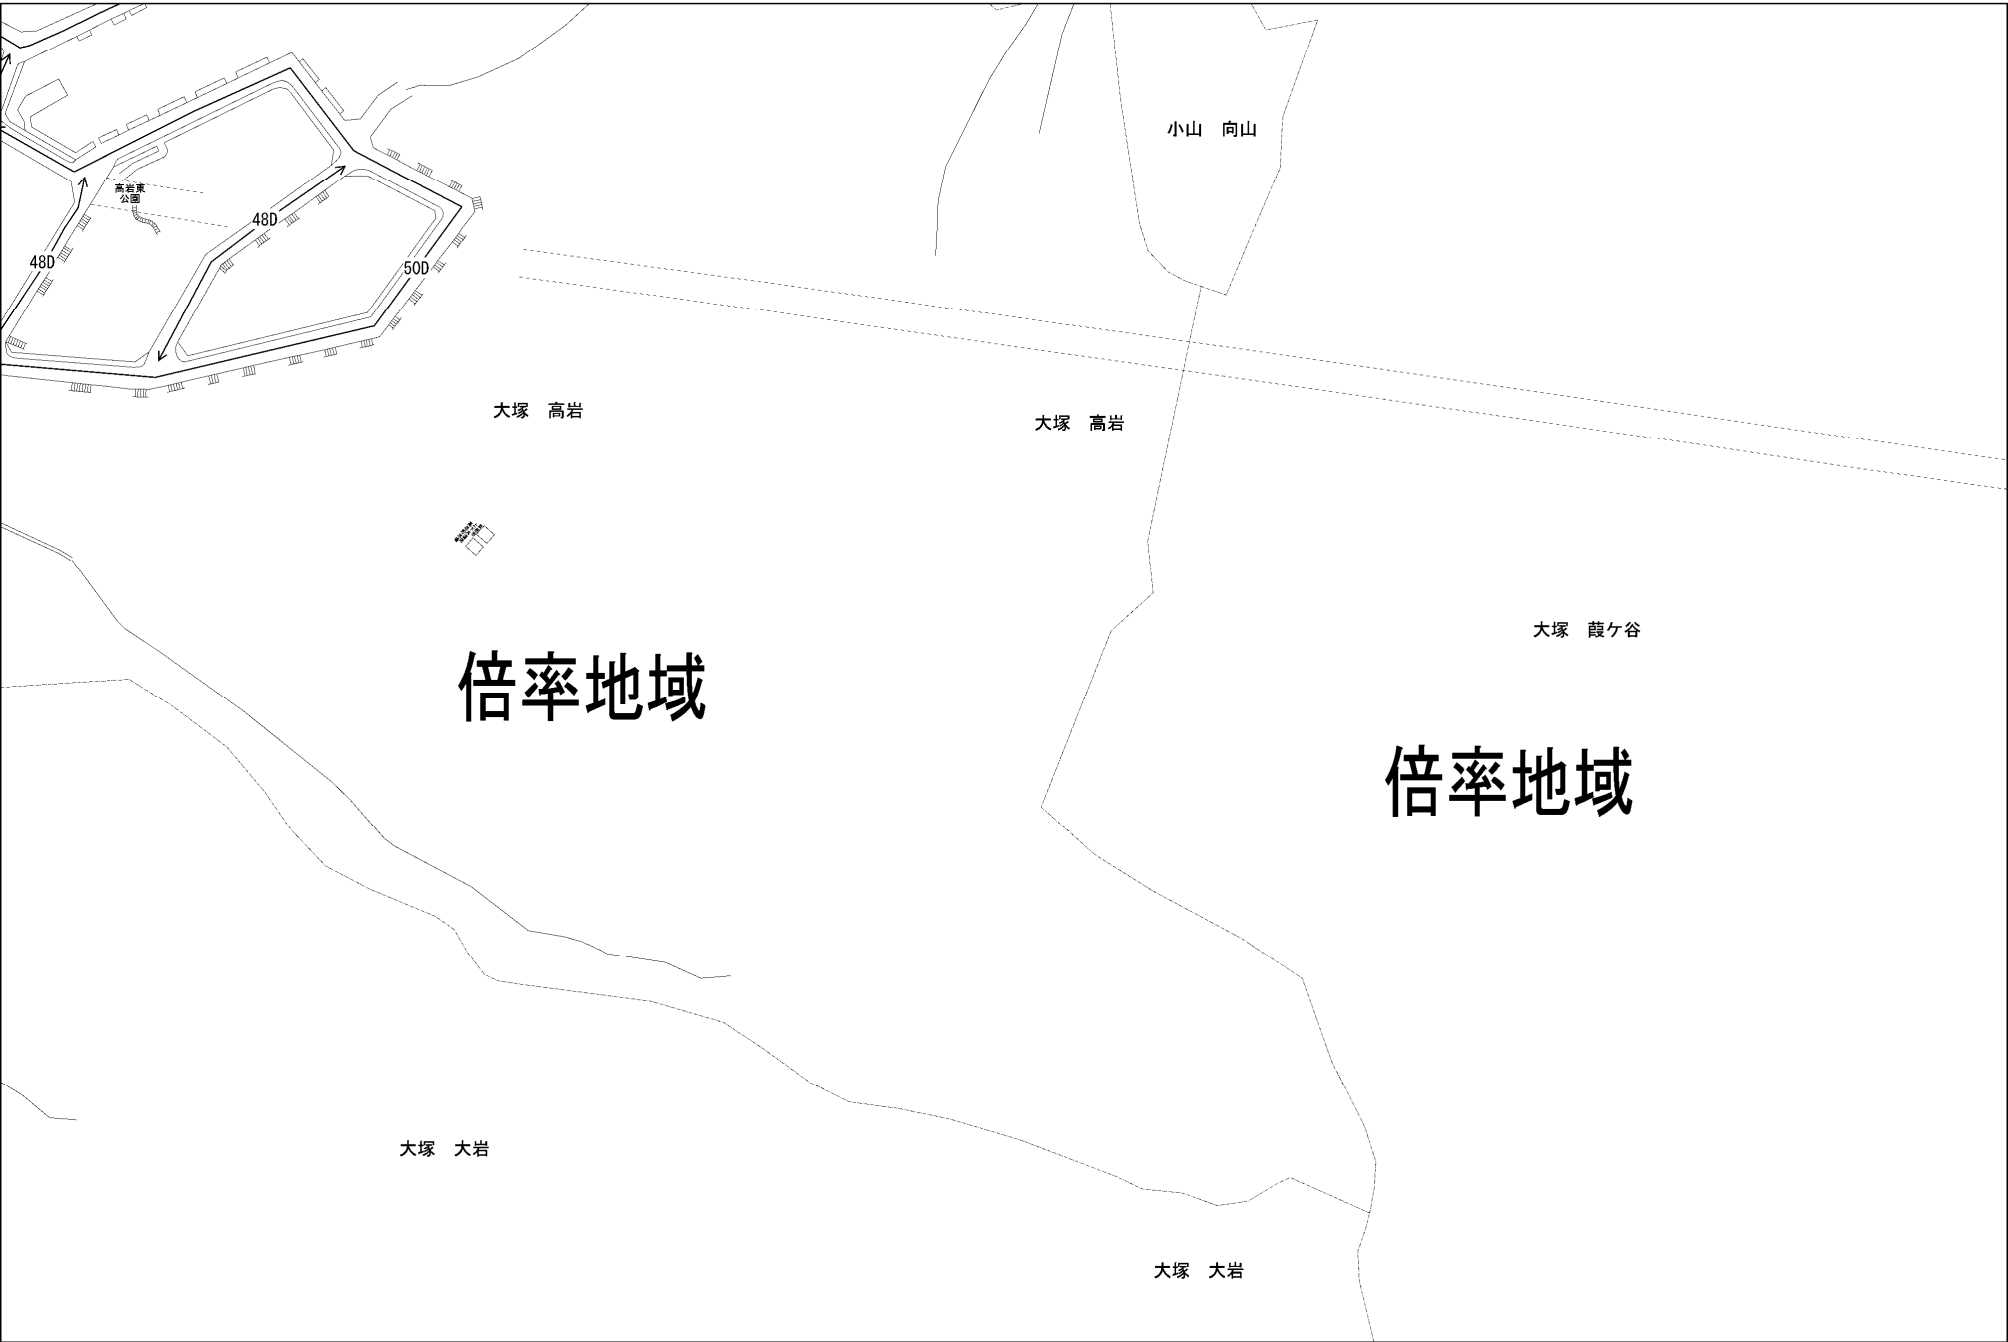 小山　向山
高岩東
公園
48D
48D
50D
大塚　高岩
大塚　高岩
大塚　葭ケ谷
倍率地域
倍率地域
大塚　大岩
大塚　大岩